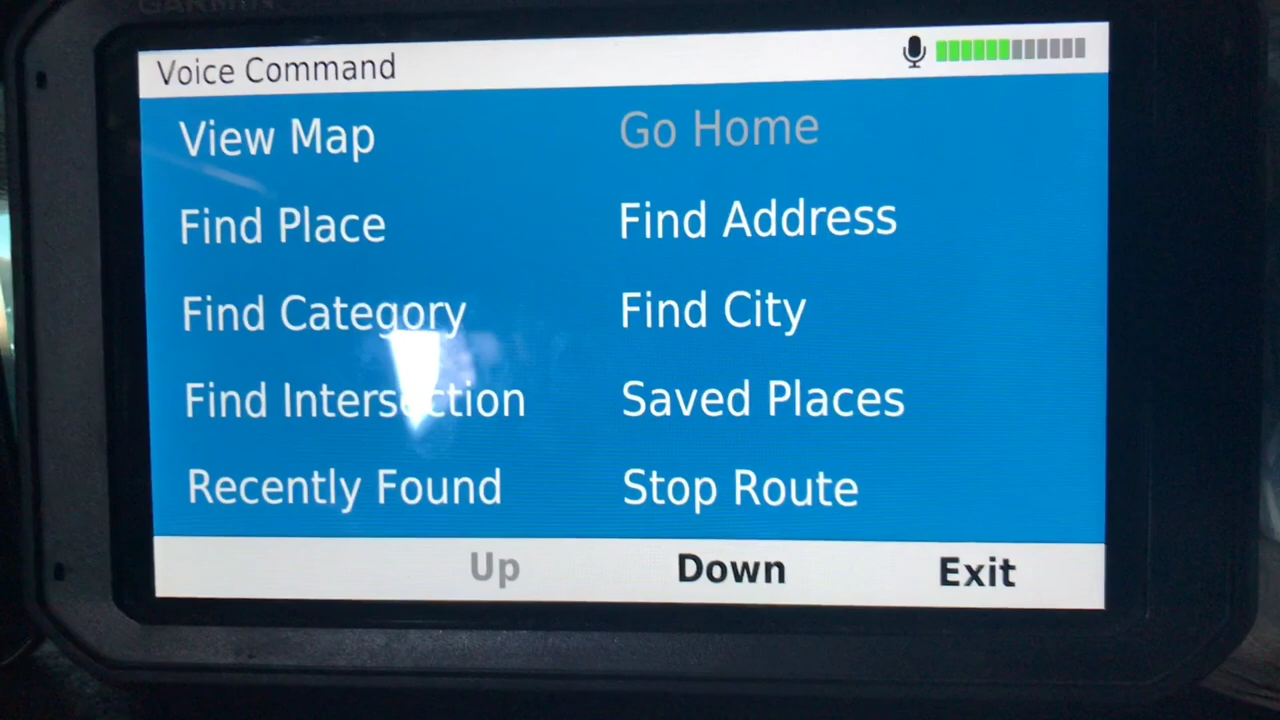 GARMIN
Voice Command
View Map
Go Home
Find Place
Find Address
Find Category
Find City
Find Intersection
Saved Places
Recently Found
Stop Route
Up
Down
Exit